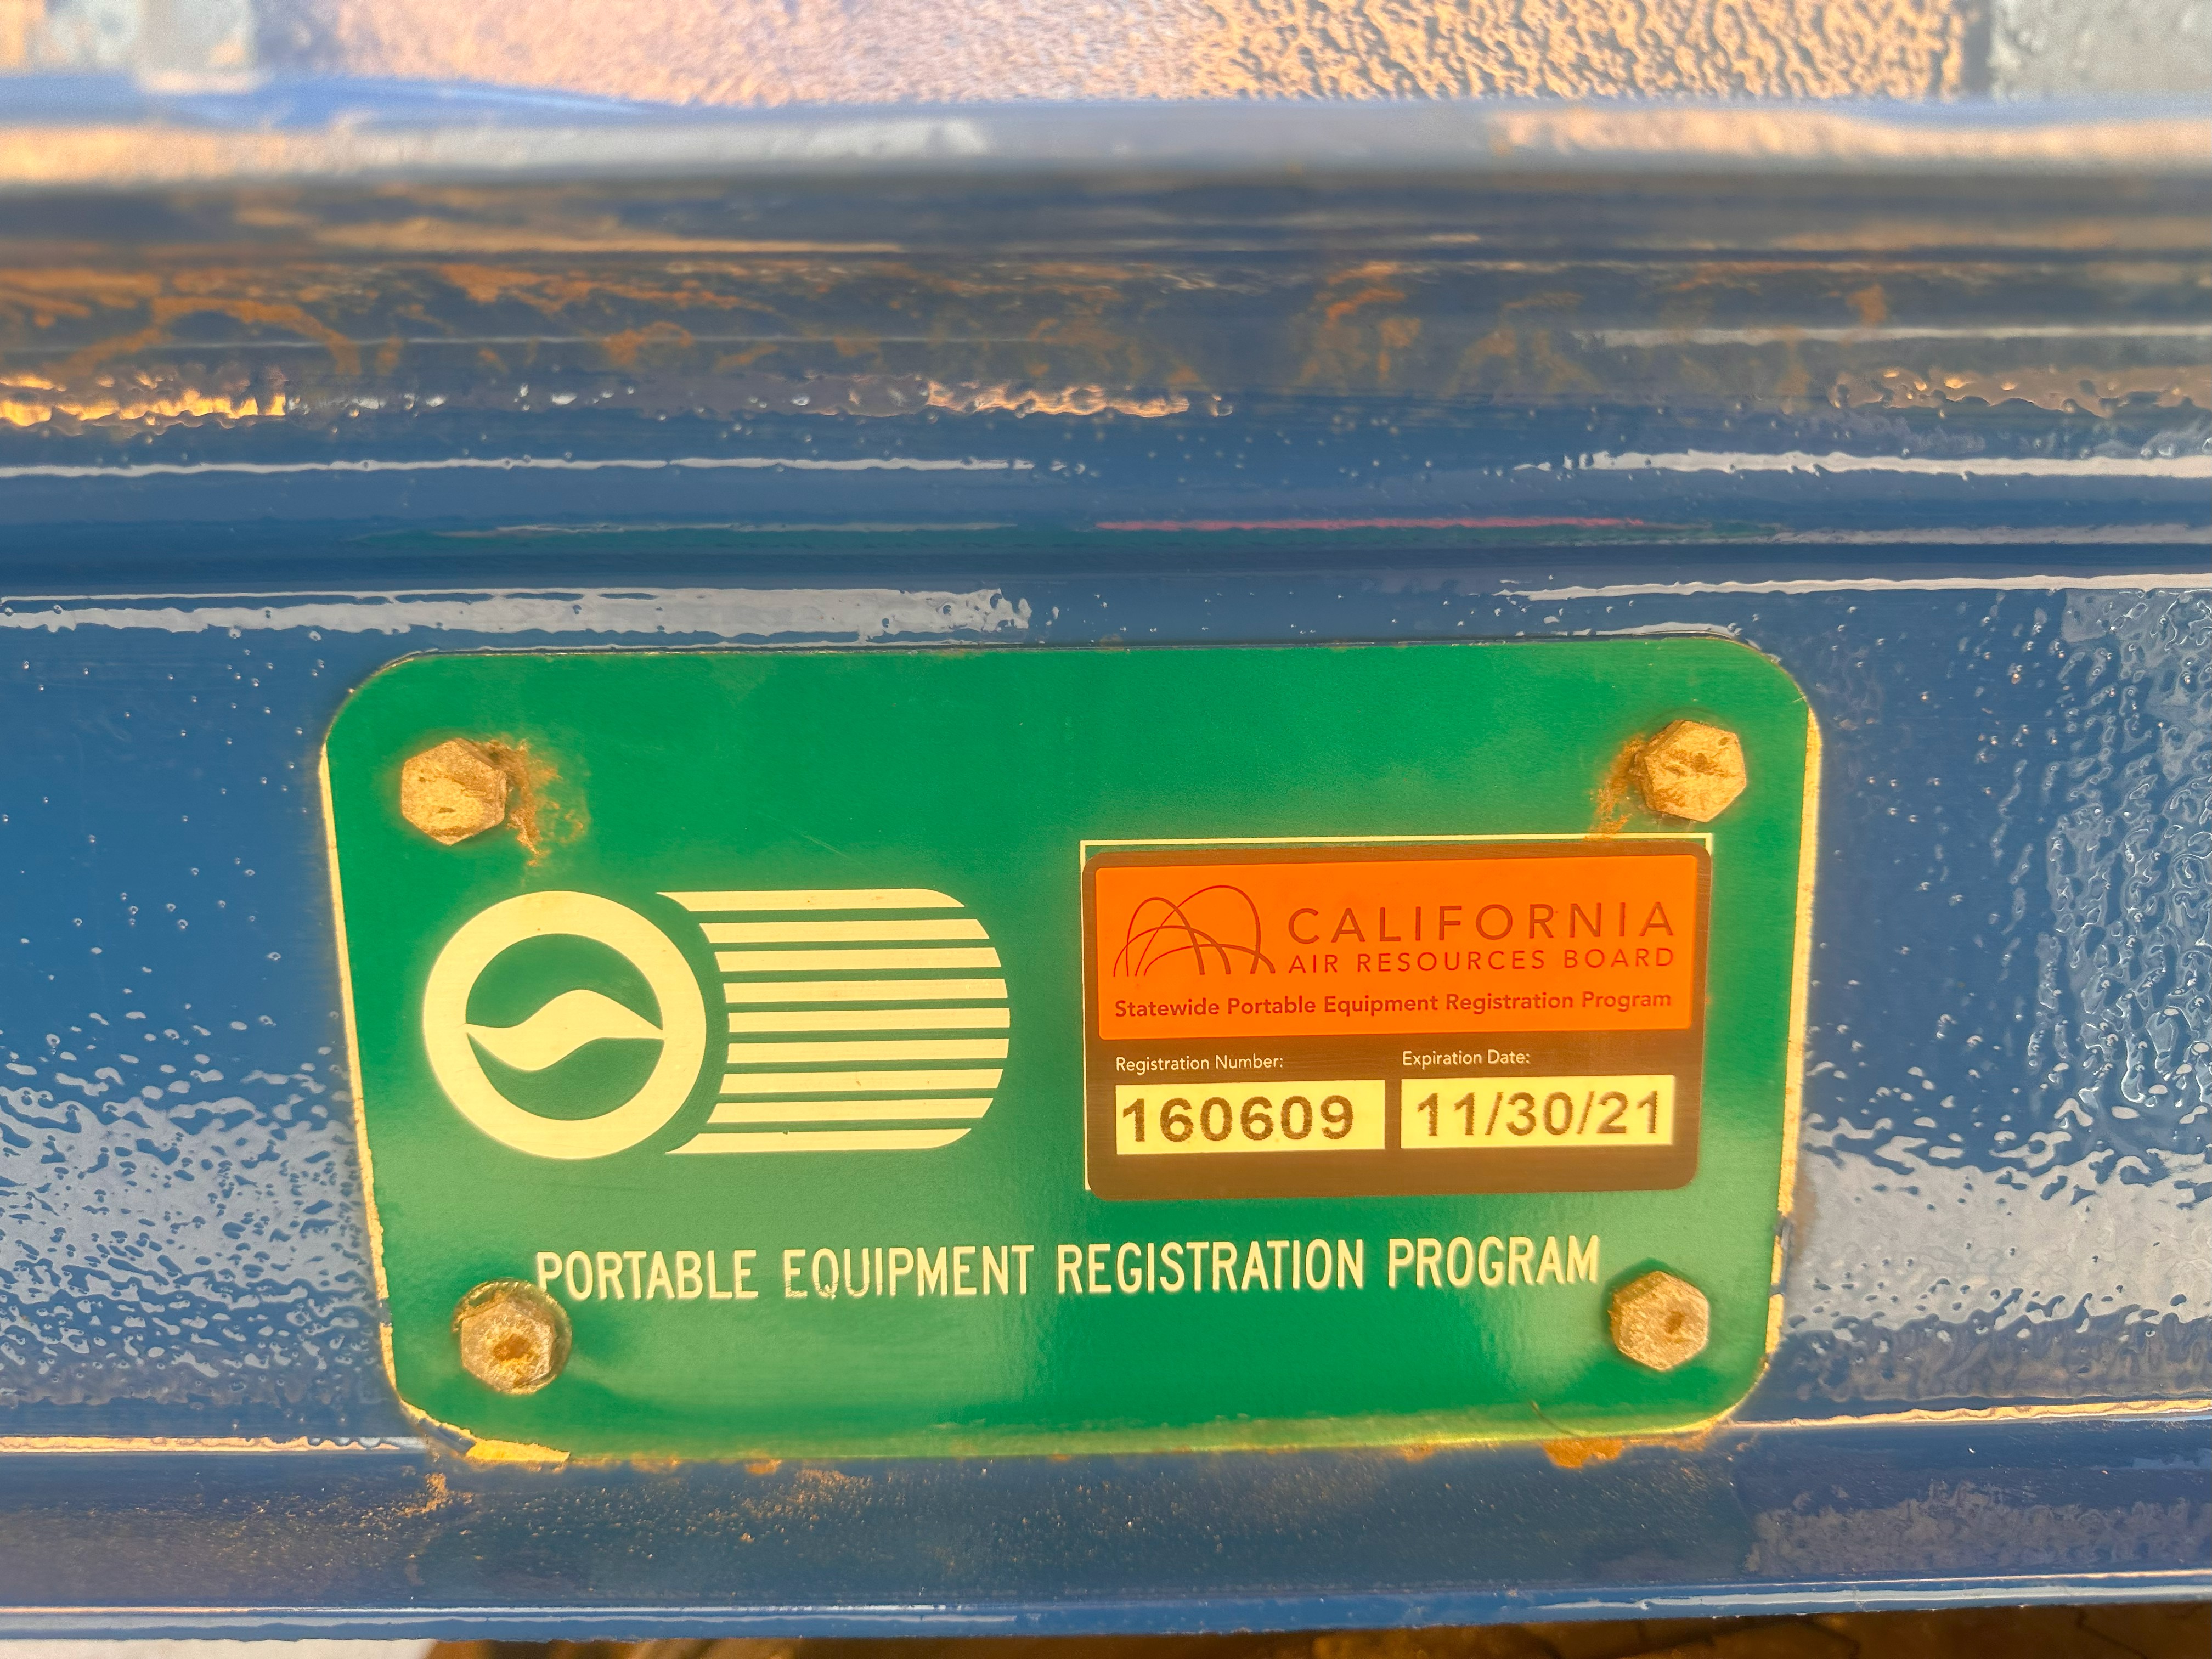 CALIFORNIA
AIR RESOURCES BOARD
Statewide Portable Equipment Registration Program
Registration Number: Expiration Date:
160609 11/30/21
PORTABLE EQUIPMENT REGISTRATION PROGRAM